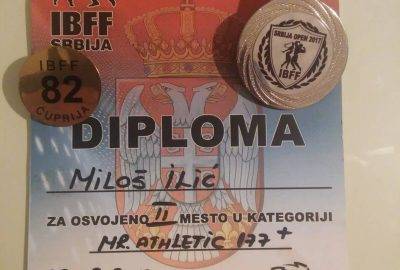 IBFF
SRBIJA
SRBIJA OPEN 2017
IBFF
IBFF
82
ĆUPRIJA
DIPLOMA
MILOŠ ILIĆ
ZA OSVOJENO II MESTO U KATEGORIJI
MR. ATHLETIC 177+